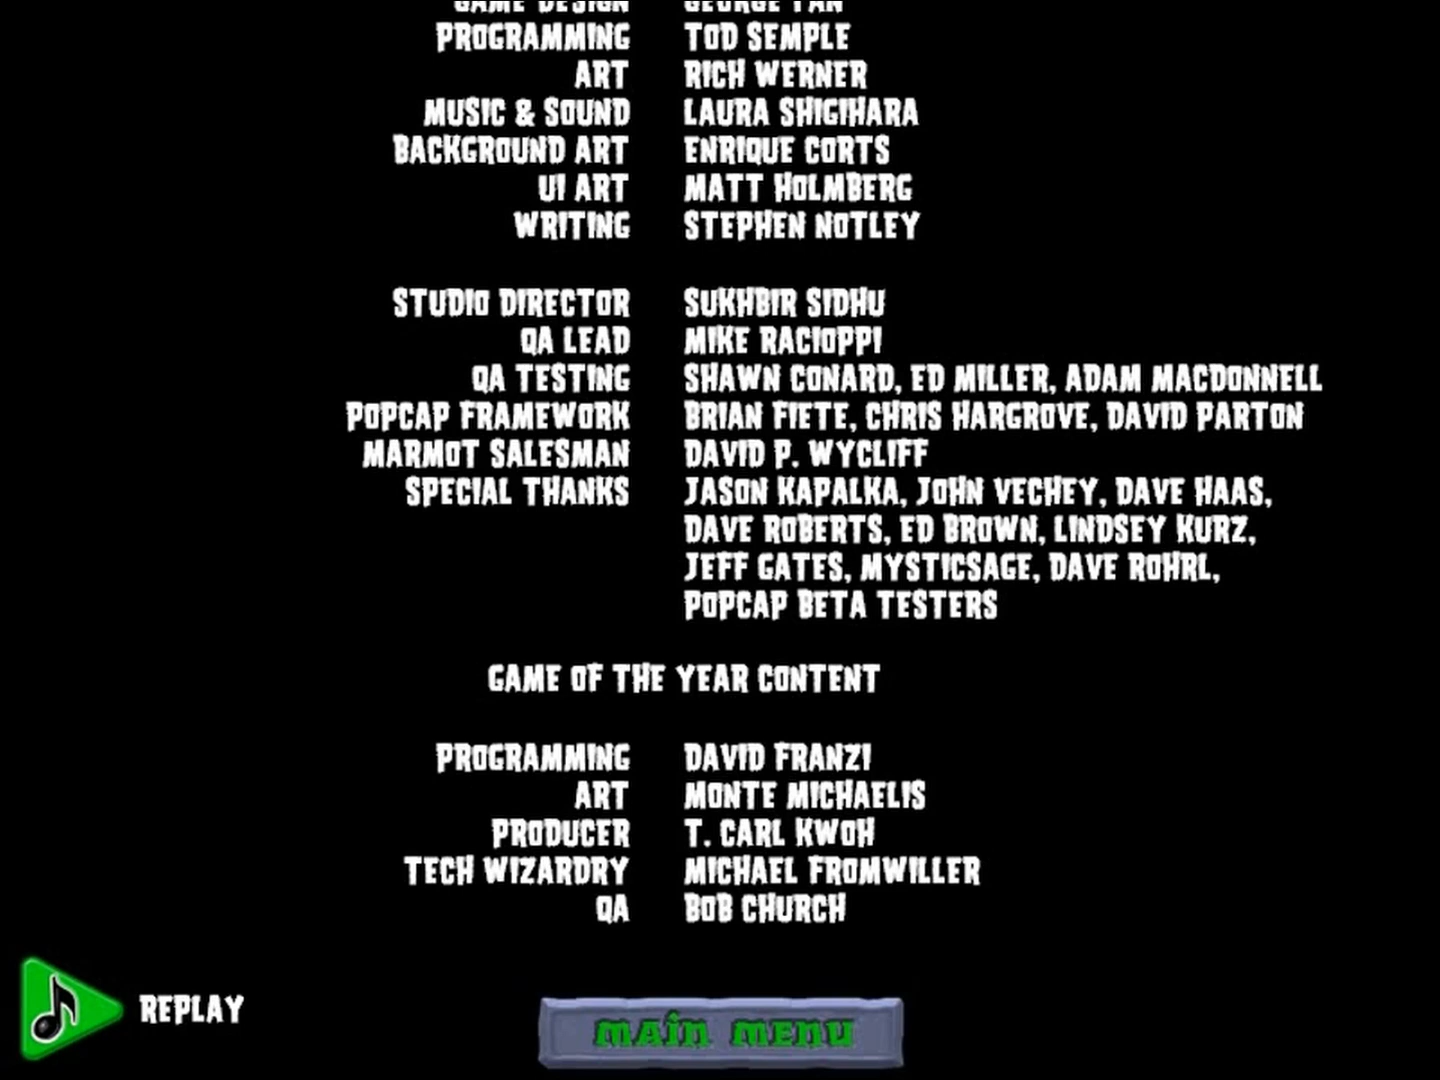 GAME DESIGN GEORGE FAN
PROGRAMMING TOD SEMPLE
ART RICH WERNER
MUSIC & SOUND LAURA SHIGIHARA
BACKGROUND ART ENRIQUE CORTS
UI ART MATT HOLMBERG
WRITING STEPHEN NOTLEY
STUDIO DIRECTOR SUKHBIR SIDHU
QA LEAD MIKE RACIOPPI
QA TESTING SHAWN CONARD, ED MILLER, ADAM MACDONNELL
POPCAP FRAMEWORK BRIAN FIETE, CHRIS HARGROVE, DAVID PARTON
MARMOT SALESMAN DAVID P. WYCLIFF
SPECIAL THANKS JASON KAPALKA, JOHN VECHEY, DAVE HAAS,
DAVE ROBERTS, ED BROWN, LINDSEY KURZ,
JEFF GATES, MYSTICSAGE, DAVE ROHRL,
POPCAP BETA TESTERS
GAME OF THE YEAR CONTENT
PROGRAMMING DAVID FRANZI
ART MONTE MICHAELIS
PRODUCER T. CARL KWOH
TECH WIZARDRY MICHAEL FROMWILLER
QA BOB CHURCH
REPLAY
MAIN MENU